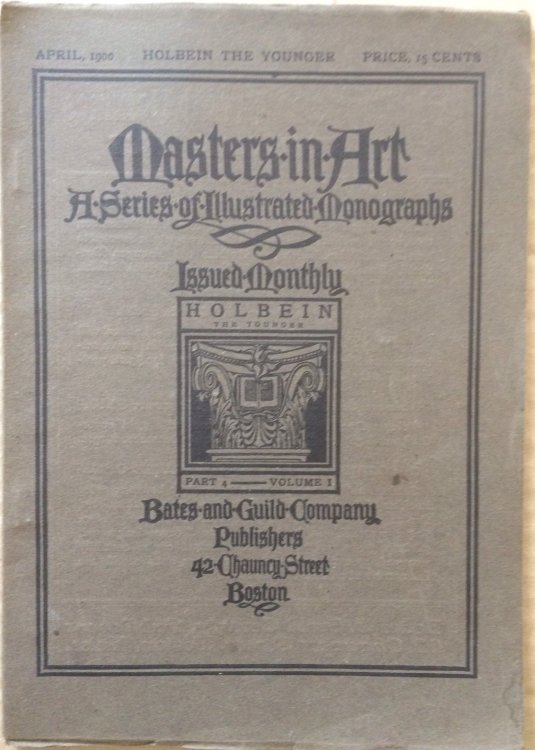 APRIL, 1900 HOLBEIN THE YOUNGER PRICE, 15 CENTS
Masters·in·Art
A·Series·of·Illustrated·Monographs
Issued·Monthly
HOLBEIN
THE YOUNGER
PART 4 — VOLUME I
Bates·and·Guild·Company
Publishers
42·Chauncy·Street
Boston